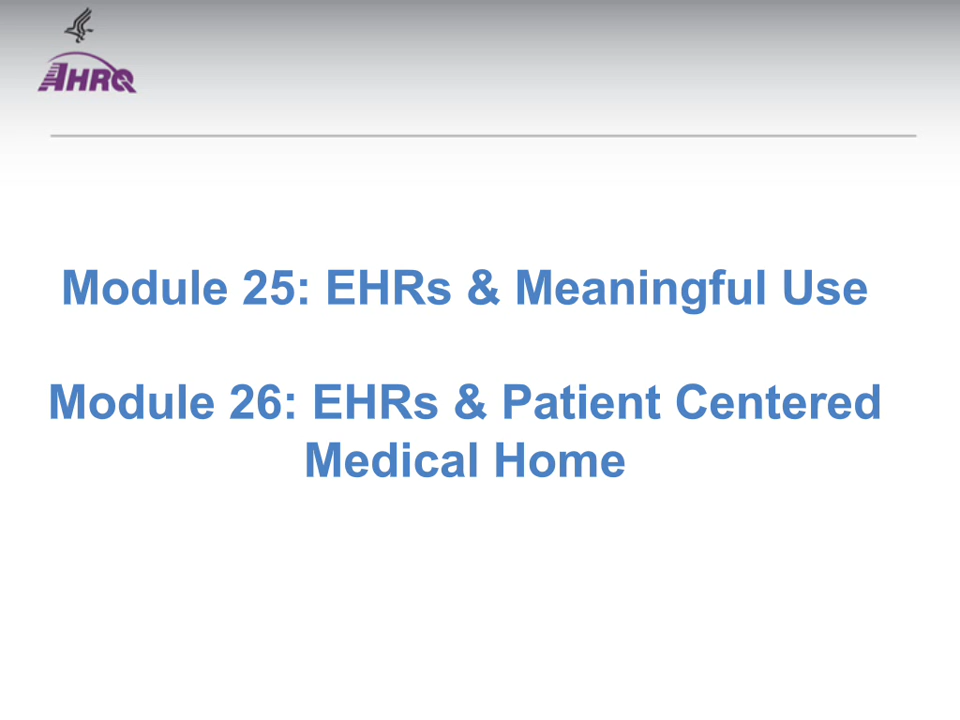 AHRQ
Module 25: EHRs & Meaningful Use
Module 26: EHRs & Patient Centered
Medical Home